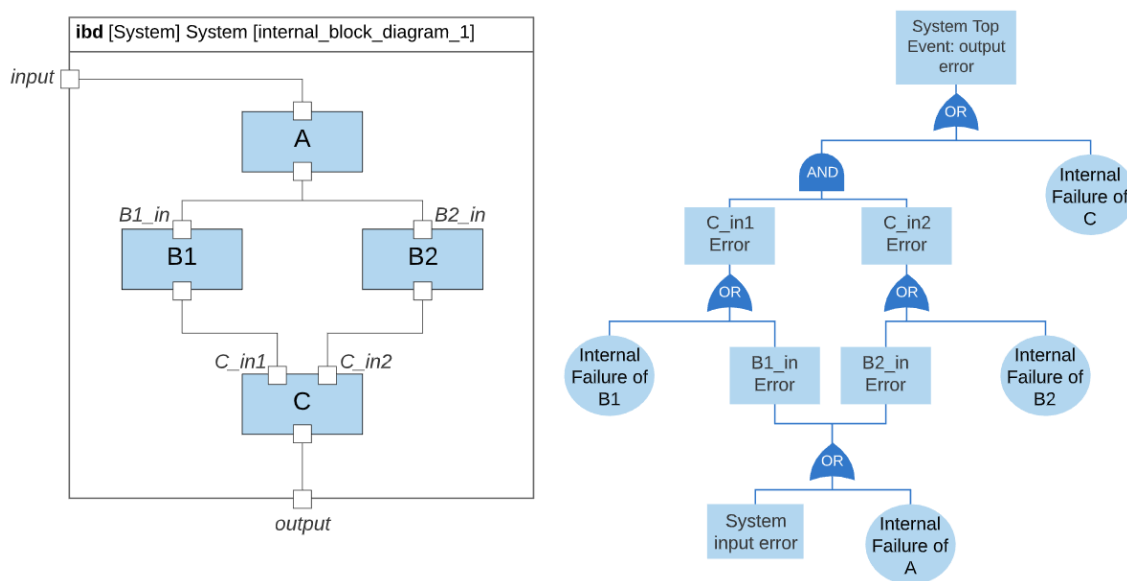 ibd [System] System [internal_block_diagram_1]
input
A
B1_in
B2_in
B1
B2
C_in1
C_in2
C
output
System Top
Event: output
error
OR
AND
Internal
Failure of
C
C_in1
Error
C_in2
Error
OR
OR
Internal
Failure of
B1
B1_in
Error
B2_in
Error
Internal
Failure of
B2
OR
System
input error
Internal
Failure of
A